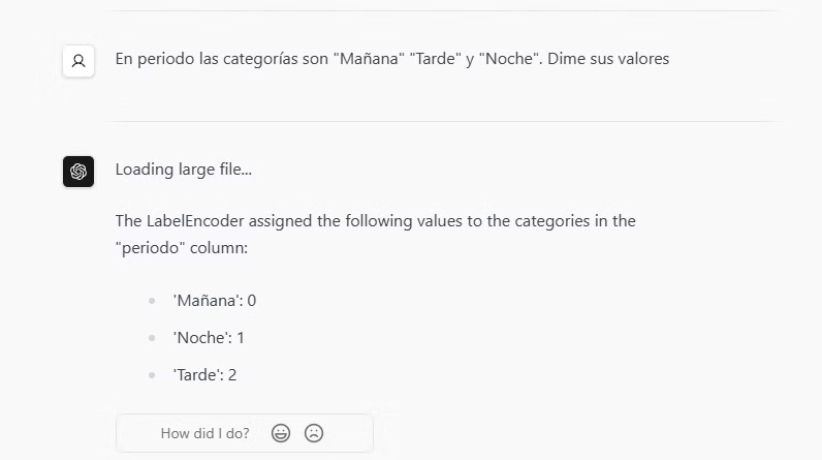 En periodo las categorías son "Mañana" "Tarde" y "Noche". Dime sus valores
Loading large file...
The LabelEncoder assigned the following values to the categories in the
"periodo" column:
'Mañana': 0
'Noche': 1
'Tarde': 2
How did I do?